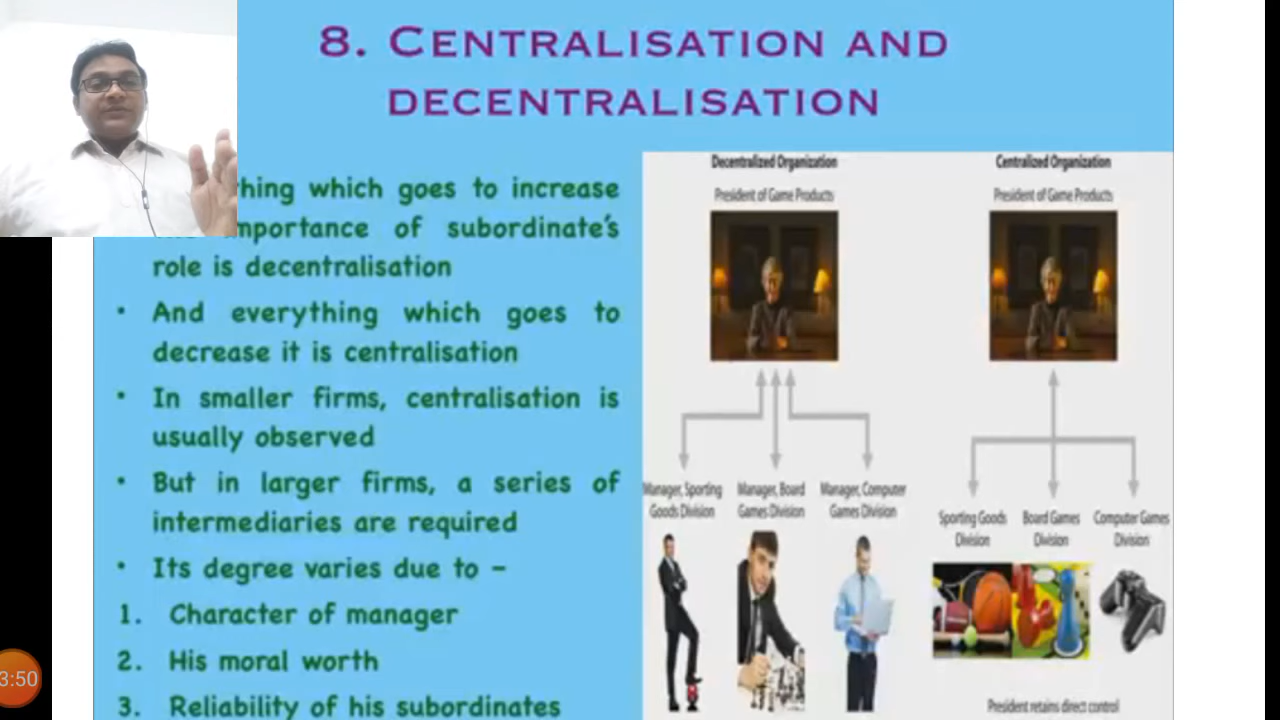 8. CENTRALISATION AND
DECENTRALISATION
thing which goes to increase
importance of subordinate's
role is decentralisation
• And everything which goes to
decrease it is centralisation
• In smaller firms, centralisation is
usually observed
• But in larger firms, a series of
intermediaries are required
• Its degree varies due to –
1. Character of manager
2. His moral worth
3. Reliability of his subordinates
Decentralized Organization
President of Game Products
Manager, Sporting
Goods Division
Manager, Board
Games Division
Manager, Computer
Games Division
Centralized Organization
President of Game Products
Sporting Goods
Division
Board Games
Division
Computer Games
Division
President retains direct control
3:50